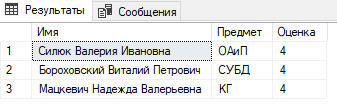 Результаты Сообщения
Имя Предмет Оценка
1 Силюк Валерия Ивановна ОАиП 4
2 Бороховский Виталий Петрович СУБД 4
3 Мацкевич Надежда Валерьевна КГ 4